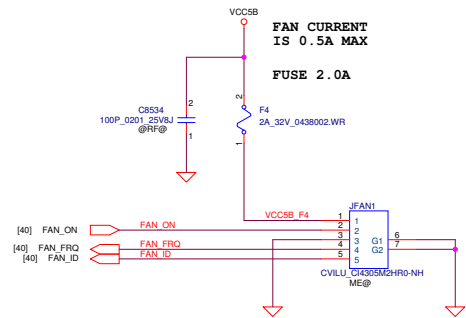 VCC5B
FAN CURRENT
IS 0.5A MAX
FUSE 2.0A
C8534
100P_0201_25V8J
@RF@
2
1
2
F4
2A_32V_0438002.WR
1
JFAN1
VCC5B_F4
1
1
[40] FAN_ON
FAN_ON
2
2
3
3
G1
6
[40] FAN_FRQ
FAN_FRQ
4
4
G2
7
[40] FAN_ID
FAN_ID
5
5
CVILU_CI4305M2HR0-NH
ME@